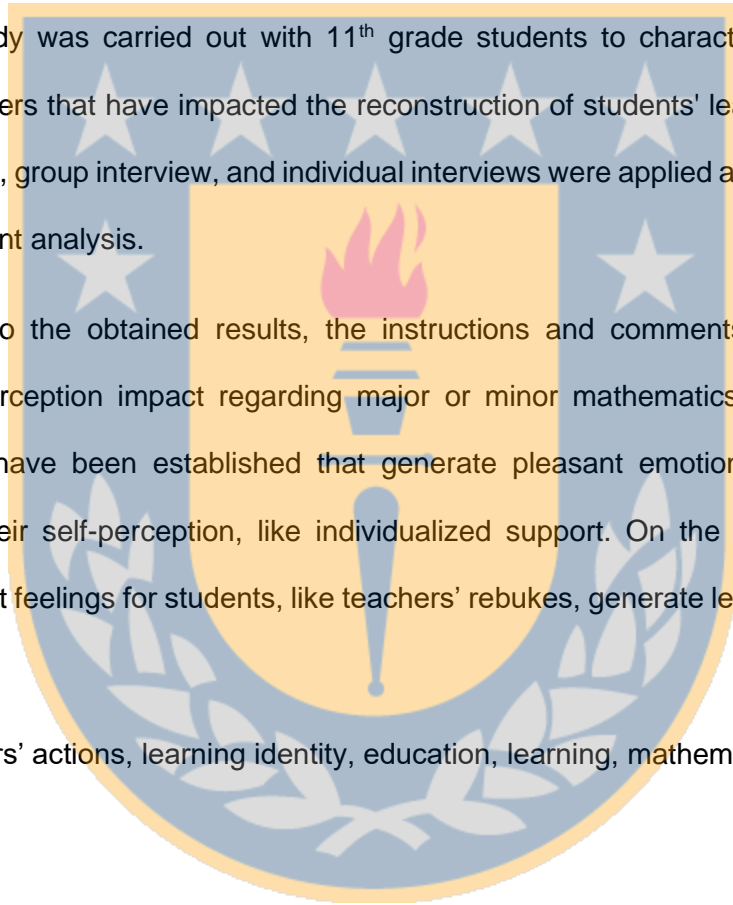 dy was carried out with 11th grade students to charact
ers that have impacted the reconstruction of students' lea
, group interview, and individual interviews were applied a
nt analysis.
o the obtained results, the instructions and comments
rception impact regarding major or minor mathematics
have been established that generate pleasant emotion
eir self-perception, like individualized support. On the
t feelings for students, like teachers’ rebukes, generate le
rs’ actions, learning identity, education, learning, mathem